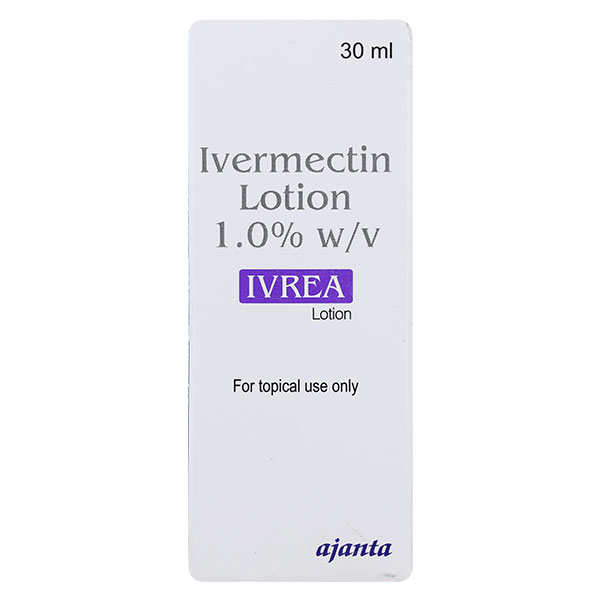 30 ml
Ivermectin
Lotion
1.0% w/v
IVREA
Lotion
For topical use only
ajanta